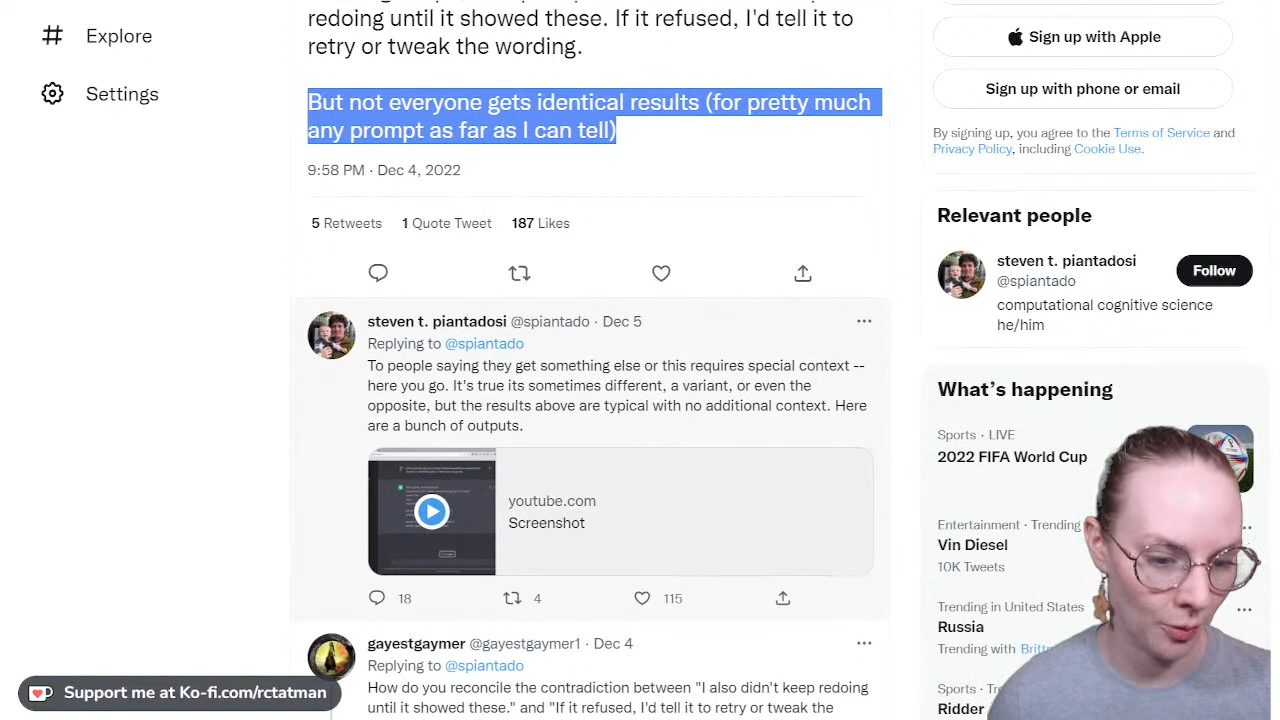 redoing until it showed these. If it refused, I'd tell it to
retry or tweak the wording.
But not everyone gets identical results (for pretty much
any prompt as far as I can tell)
9:58 PM · Dec 4, 2022
5 Retweets 1 Quote Tweet 187 Likes
steven t. piantadosi @spiantado · Dec 5
Replying to @spiantado
To people saying they get something else or this requires special context --
here you go. It's true its sometimes different, a variant, or even the
opposite, but the results above are typical with no additional context. Here
are a bunch of outputs.
youtube.com
Screenshot
18 4 115
gayestgaymer @gayestgaymer1 · Dec 4
Replying to @spiantado
How do you reconcile the contradiction between "I also didn't keep redoing
until it showed these." and "If it refused, I'd tell it to retry or tweak the
Explore
Settings
Support me at Ko-fi.com/rctatman
Sign up with Apple
Sign up with phone or email
By signing up, you agree to the Terms of Service and
Privacy Policy, including Cookie Use.
Relevant people
steven t. piantadosi
@spiantado
Follow
computational cognitive science
he/him
What's happening
Sports · LIVE
2022 FIFA World Cup
Entertainment · Trending
Vin Diesel
10K Tweets
Trending in United States
Russia
Trending with
Sports ·
Ridder